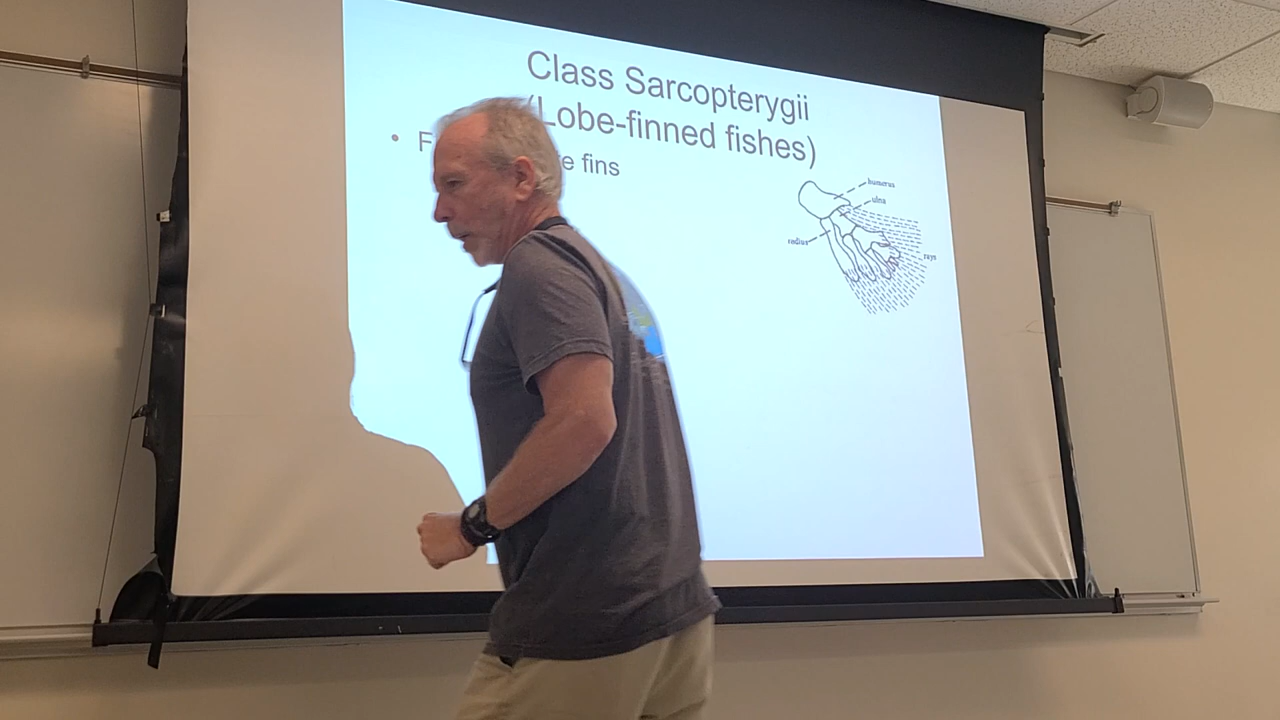 Class Sarcopterygii
(Lobe-finned fishes)
• F e fins
humerus
ulna
radius
rays